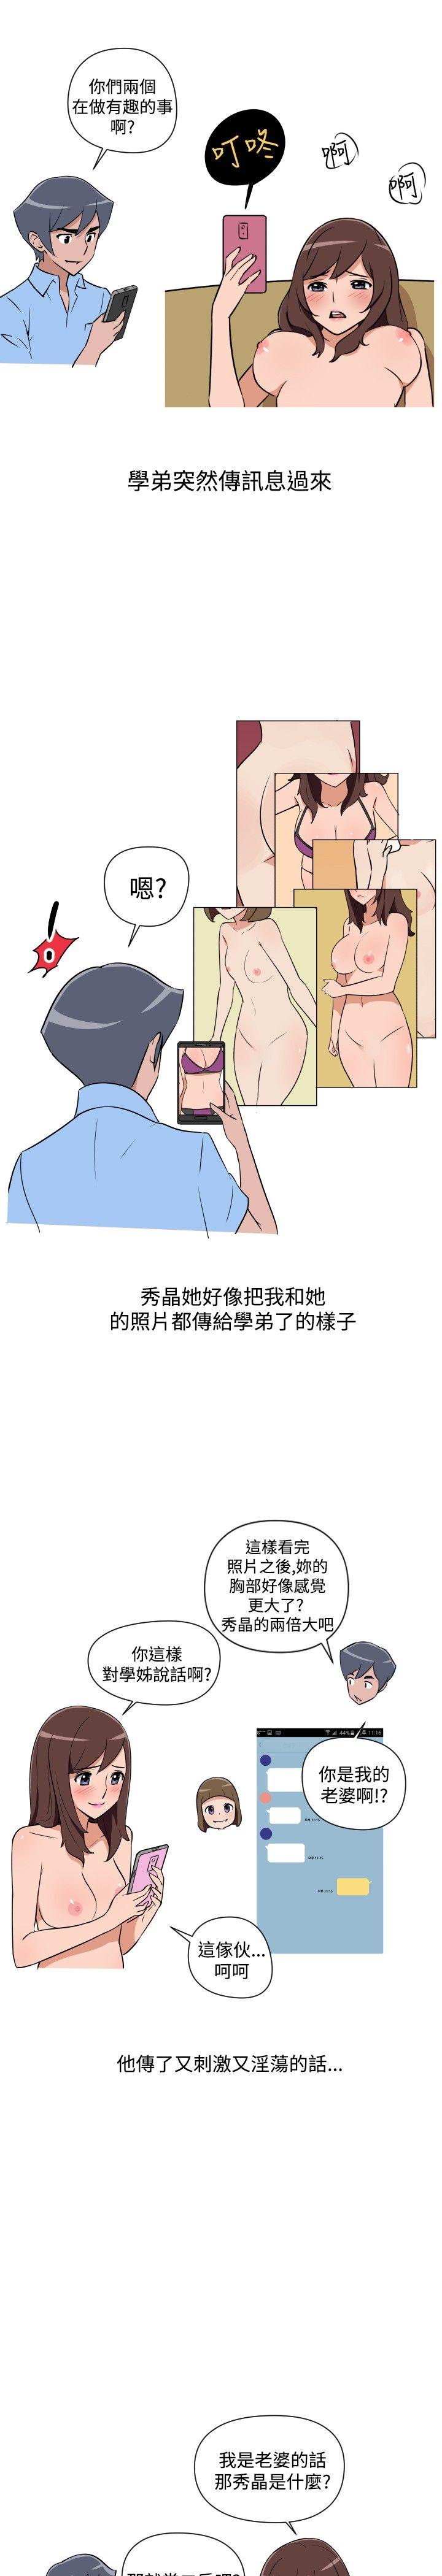 你們兩個
在做有趣的事
啊?
叮咚
啊
啊
學弟突然傳訊息過來
嗯?
秀晶她好像把我和她
的照片都傳給學弟了的樣子
這樣看完
照片之後,妳的
胸部好像感覺
更大了?
秀晶的兩倍大吧
你這樣
對學姊說話啊?
44% 11:16
你是我的
老婆啊!?
這傢伙...
呵呵
他傳了又刺激又淫蕩的話...
我是老婆的話
那秀晶是什麼?